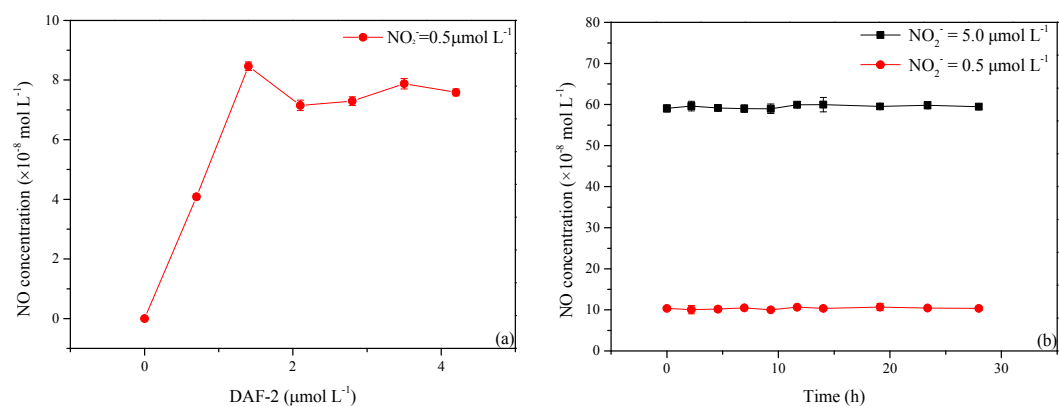 10
8
6
4
2
0
0
2
4
NO concentration (×10⁻⁸ mol L⁻¹)
DAF-2 (μmol L⁻¹)
NO₂⁻=0.5μmol L⁻¹
(a)
80
70
60
50
40
30
20
10
0
0
10
20
30
NO concentration (×10⁻⁸ mol L⁻¹)
Time (h)
NO₂⁻ = 5.0 μmol L⁻¹
NO₂⁻ = 0.5 μmol L⁻¹
(b)